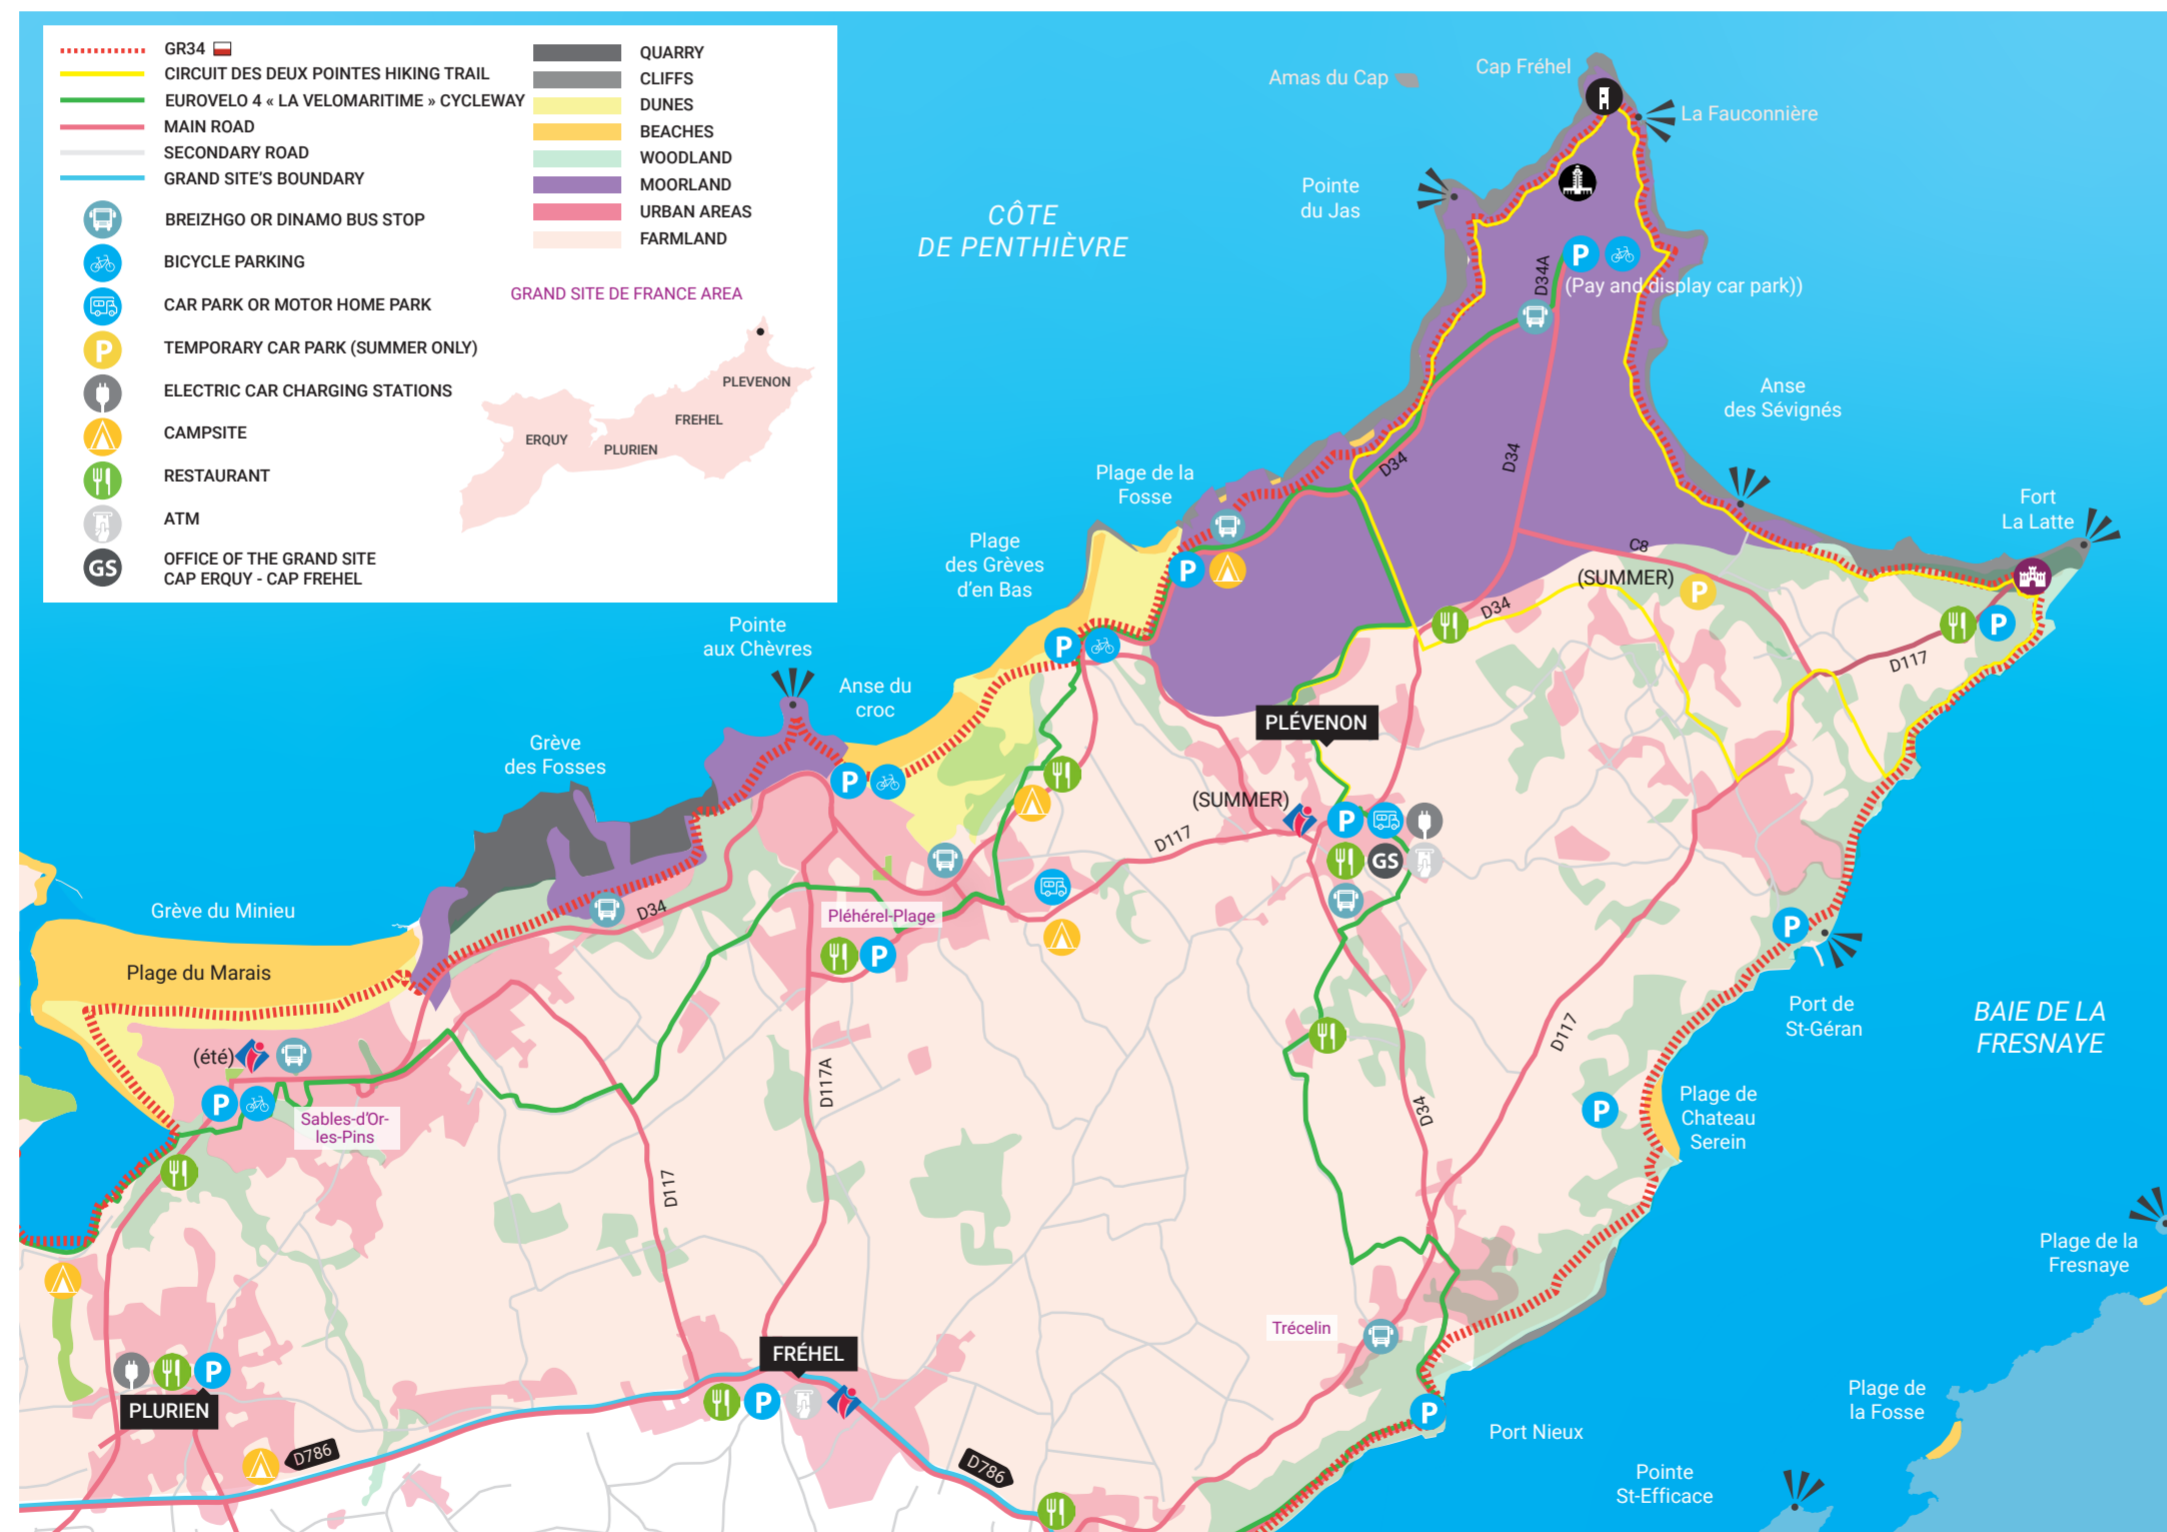 GR34
CIRCUIT DES DEUX POINTES HIKING TRAIL
EUROVELO 4 « LA VELOMARITIME » CYCLEWAY
MAIN ROAD
SECONDARY ROAD
GRAND SITE'S BOUNDARY
BREIZHGO OR DINAMO BUS STOP
BICYCLE PARKING
CAR PARK OR MOTOR HOME PARK
P
TEMPORARY CAR PARK (SUMMER ONLY)
ELECTRIC CAR CHARGING STATIONS
CAMPSITE
RESTAURANT
ATM
GS
OFFICE OF THE GRAND SITE
CAP ERQUY - CAP FREHEL
QUARRY
CLIFFS
DUNES
BEACHES
WOODLAND
MOORLAND
URBAN AREAS
FARMLAND
GRAND SITE DE FRANCE AREA
PLEVENON
FREHEL
ERQUY
PLURIEN
Cap Fréhel
Amas du Cap
La Fauconnière
Pointe
du Jas
CÔTE
DE PENTHIÈVRE
P
D34A
(Pay and display car park))
Anse
des Sévignés
D34
D34
Plage de la
Fosse
Fort
La Latte
Plage
des Grèves
d'en Bas
P
C8
(SUMMER)
P
D34
P
D117
P
Pointe
aux Chèvres
Anse du
croc
PLÉVENON
Grève
des Fosses
P
(SUMMER)
P
D117
GS
Grève du Minieu
D34
Pléhérel-Plage
P
P
Plage du Marais
Port de
St-Géran
BAIE DE LA
FRESNAYE
D117
(été)
P
Sables-d'Or-
les-Pins
D117A
D34
P
Plage de
Chateau
Serein
D117
Plage de la
Fresnaye
Trécelin
FRÉHEL
P
P
PLURIEN
P
Port Nieux
Plage de
la Fosse
D786
D786
Pointe
St-Efficace